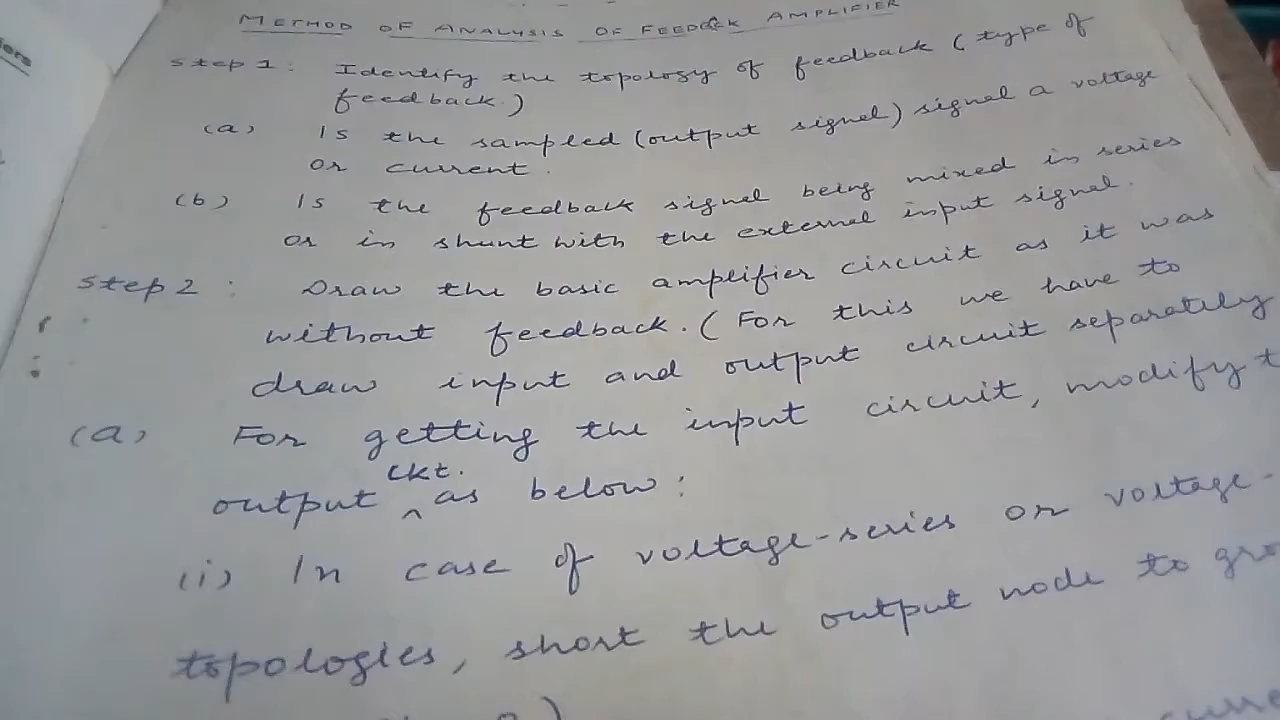 METHOD OF ANALYSIS OF FEEDBACK AMPLIFIER
Step 1: Identify the topology of feedback (type of
feedback.)
(a) Is the sampled (output signal) signal a voltage
or current.
(b) Is the feedback signal being mixed in series
or in shunt with the external input signal.
Step 2: Draw the basic amplifier circuit as it was
without feedback. (For this we have to
draw input and output circuit separately
(a) For getting the input circuit, modify t
ckt.
output ^ as below:
(i) In case of voltage-series or voltage-
topologies, short the output node to gro